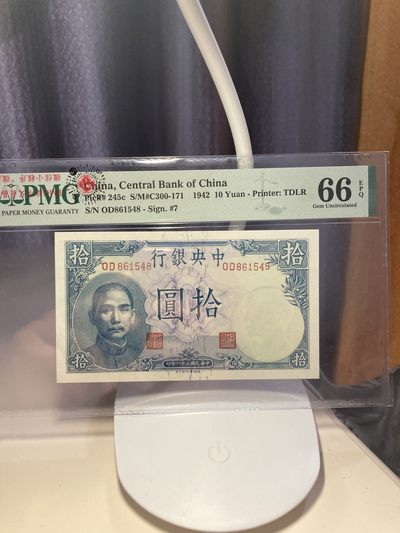 PMG
PAPER MONEY GUARANTY
China, Central Bank of China
Pick# 245c S/M#C300-171 1942 10 Yuan - Printer: TDLR
S/N OD861548 - Sign. #7
66 EPQ
Gem Uncirculated
中央銀行
OD861548
OD861548
拾
拾
拾圓
拾
拾